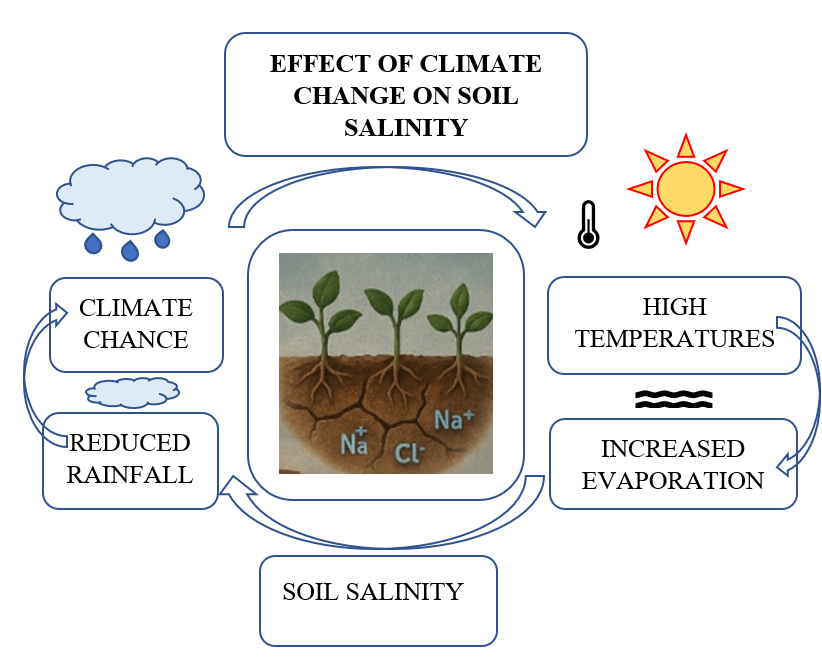 EFFECT OF CLIMATE
CHANGE ON SOIL
SALINITY
CLIMATE
CHANCE
HIGH
TEMPERATURES
REDUCED
RAINFALL
INCREASED
EVAPORATION
Na+
Na+
Cl-
SOIL SALINITY